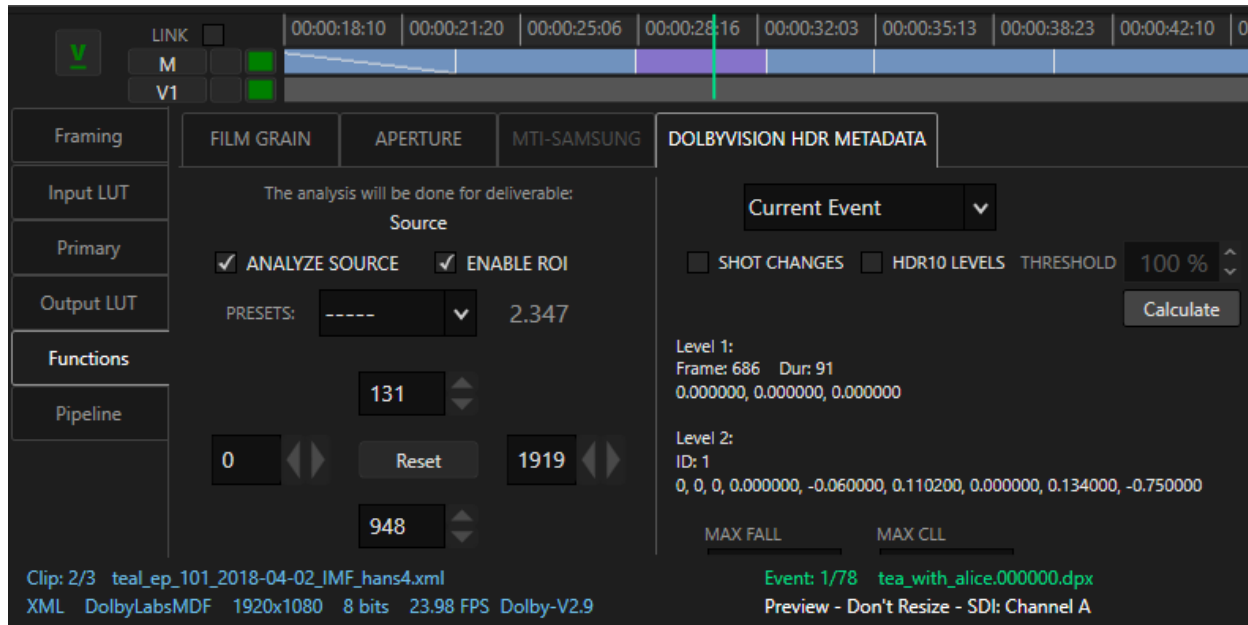 LINK
00:00:18:10 00:00:21:20 00:00:25:06 00:00:28:16 00:00:32:03 00:00:35:13 00:00:38:23 00:00:42:10 0
V
M
V1
Framing
Input LUT
Primary
Output LUT
Functions
Pipeline
FILM GRAIN APERTURE MTI-SAMSUNG DOLBYVISION HDR METADATA
The analysis will be done for deliverable:
Source
ANALYZE SOURCE ENABLE ROI
PRESETS: ----- 2.347
131
0 Reset 1919
948
Current Event
SHOT CHANGES HDR10 LEVELS THRESHOLD 100 %
Calculate
Level 1:
Frame: 686 Dur: 91
0.000000, 0.000000, 0.000000
Level 2:
ID: 1
0, 0, 0, 0.000000, -0.060000, 0.110200, 0.000000, 0.134000, -0.750000
MAX FALL MAX CLL
Clip: 2/3 teal_ep_101_2018-04-02_IMF_hans4.xml
XML DolbyLabsMDF 1920x1080 8 bits 23.98 FPS Dolby-V2.9
Event: 1/78 tea_with_alice.000000.dpx
Preview - Don't Resize - SDI: Channel A